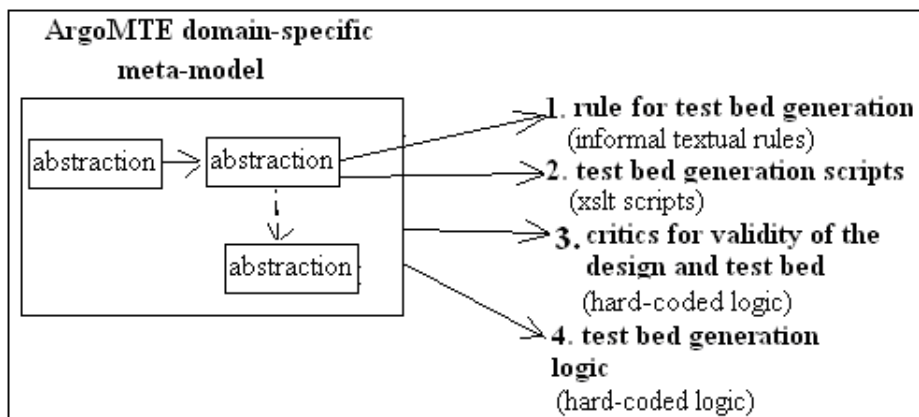 ArgoMTE domain-specific
meta-model
abstraction
abstraction
abstraction
1. rule for test bed generation
(informal textual rules)
2. test bed generation scripts
(xslt scripts)
3. critics for validity of the
design and test bed
(hard-coded logic)
4. test bed generation
logic
(hard-coded logic)